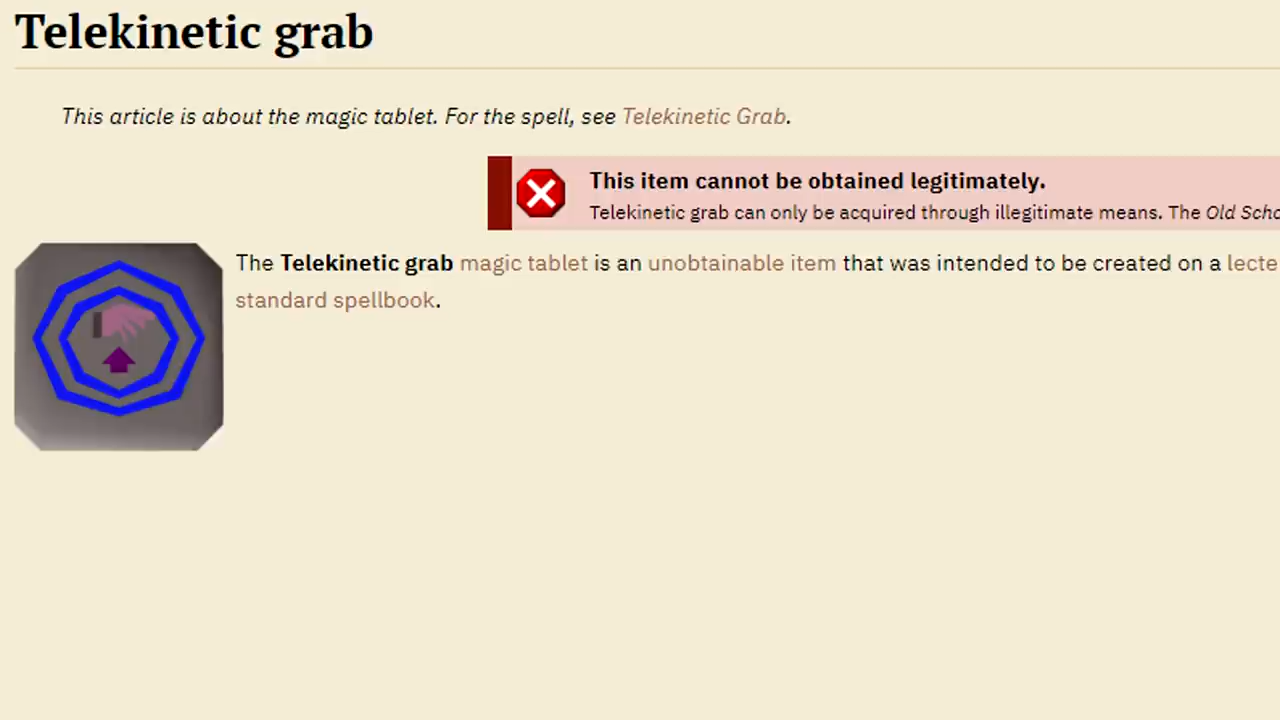 Telekinetic grab
This article is about the magic tablet. For the spell, see Telekinetic Grab.
This item cannot be obtained legitimately.
Telekinetic grab can only be acquired through illegitimate means. The Old Scho
The Telekinetic grab magic tablet is an unobtainable item that was intended to be created on a lecte
standard spellbook.